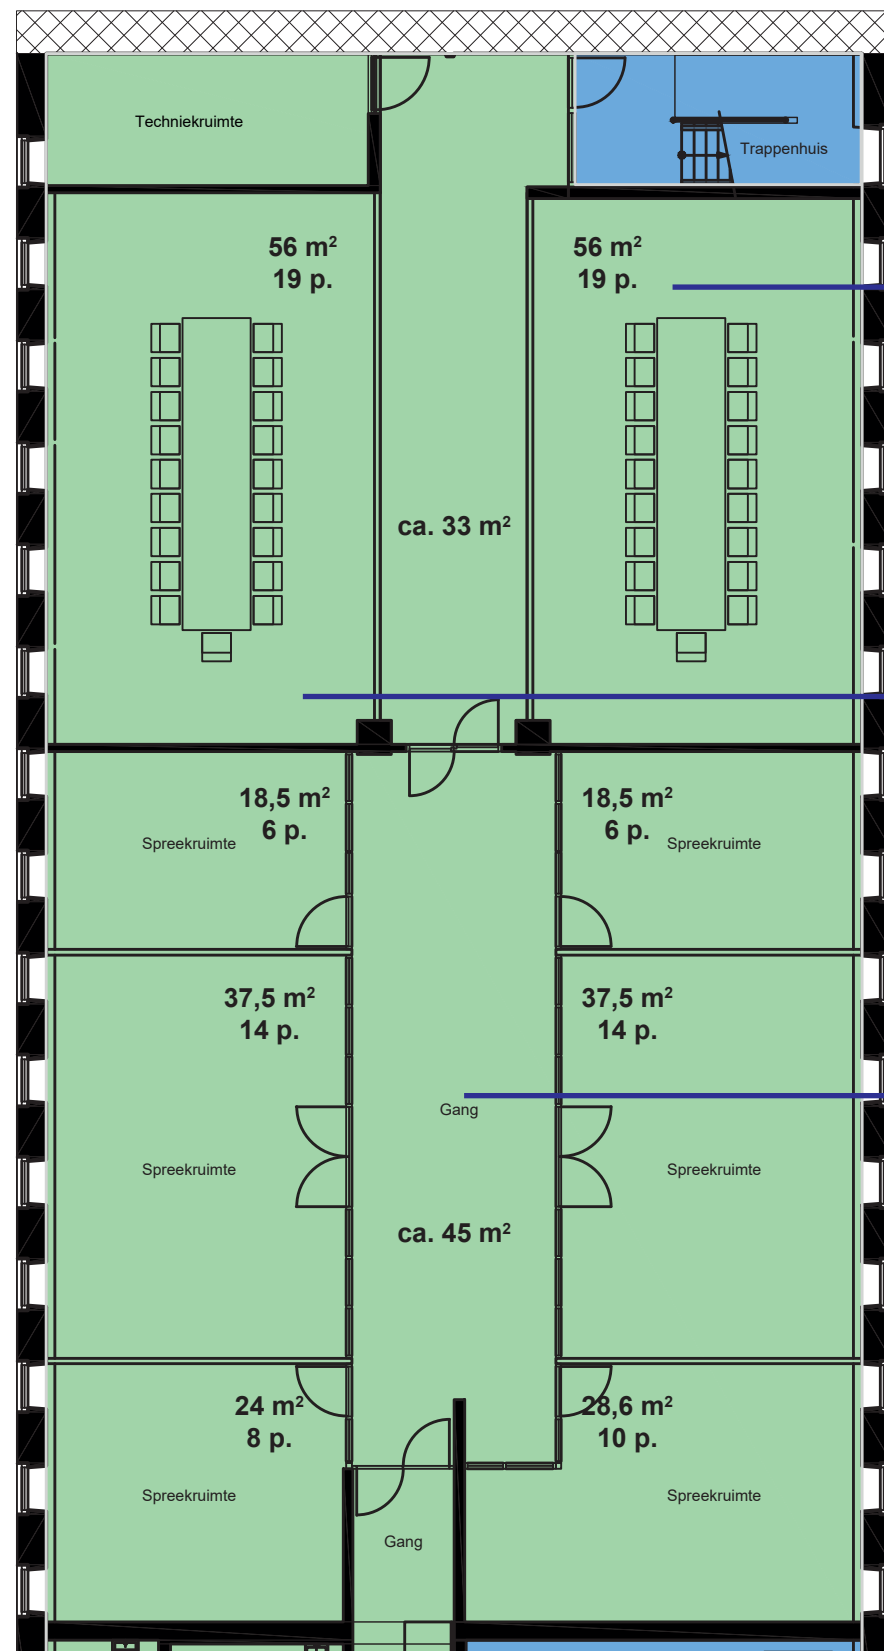 Techniekruimte
Trappenhuis
56 m²
19 p.
56 m²
19 p.
ca. 33 m²
18,5 m²
6 p.
Spreekruimte
18,5 m²
6 p.
Spreekruimte
37,5 m²
14 p.
37,5 m²
14 p.
Gang
Spreekruimte
Spreekruimte
ca. 45 m²
24 m²
8 p.
28,6 m²
10 p.
Spreekruimte
Spreekruimte
Gang